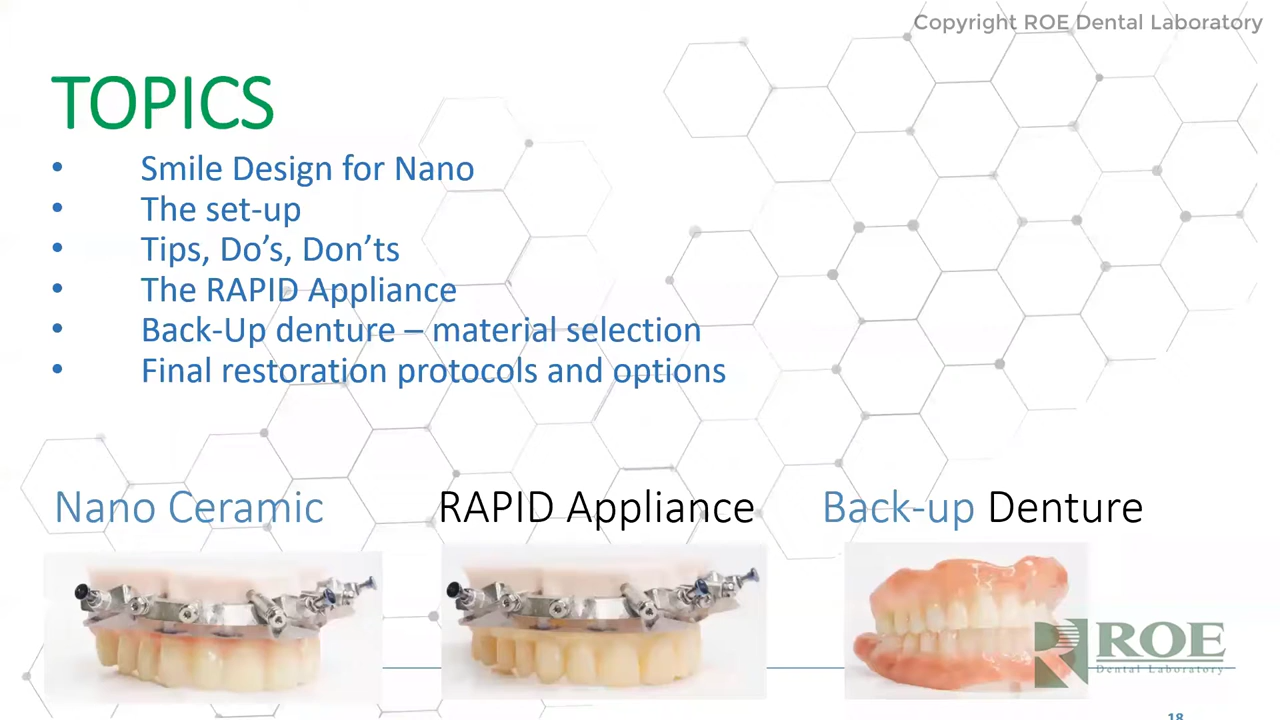 Copyright ROE Dental Laboratory
TOPICS
• Smile Design for Nano
• The set-up
• Tips, Do’s, Don’ts
• The RAPID Appliance
• Back-Up denture – material selection
• Final restoration protocols and options
Nano Ceramic
RAPID Appliance
Back-up Denture
ROE
Dental Laboratory
18